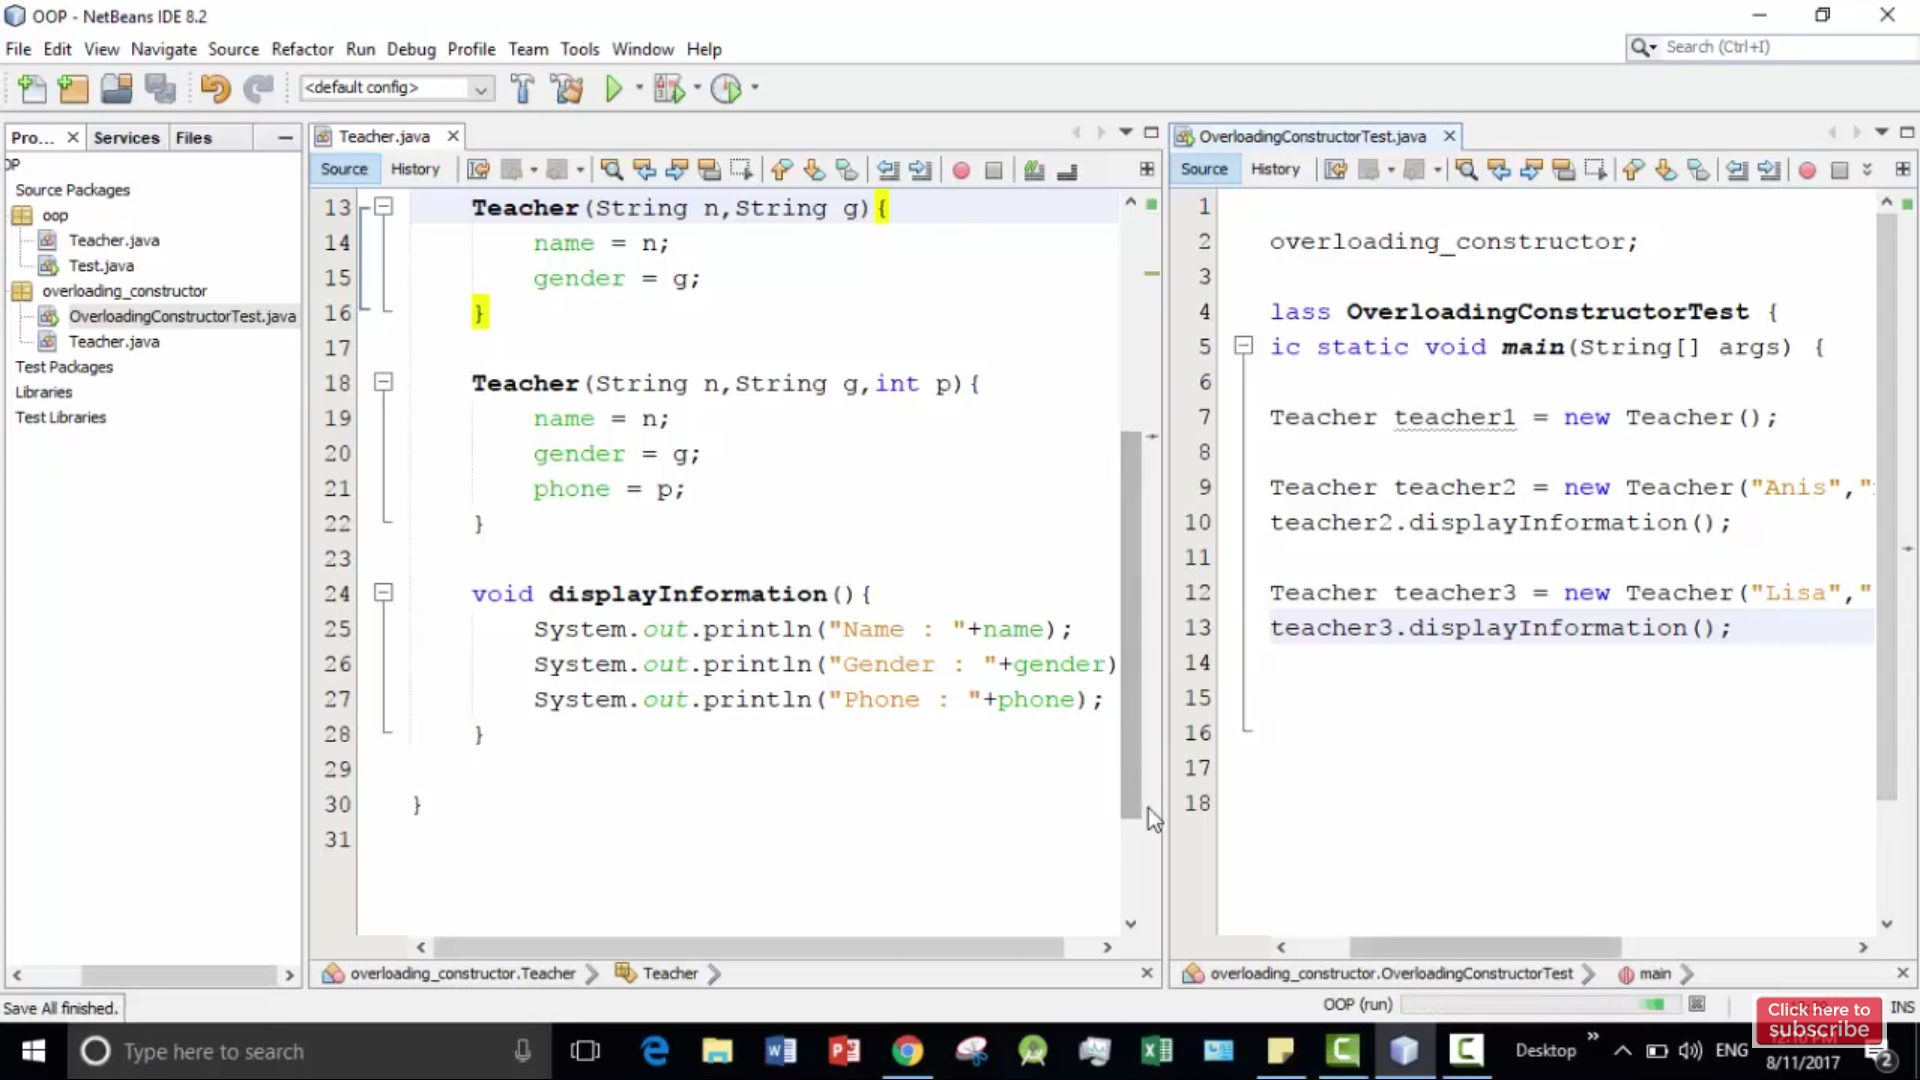 OOP - NetBeans IDE 8.2
File Edit View Navigate Source Refactor Run Debug Profile Team Tools Window Help
Search (Ctrl+I)
<default config>
Pro... Services Files
OP
Source Packages
oop
Teacher.java
Test.java
overloading_constructor
OverloadingConstructorTest.java
Teacher.java
Test Packages
Libraries
Test Libraries
Teacher.java
Source History
13 Teacher(String n,String g){
14 name = n;
15 gender = g;
16 }
17
18 Teacher(String n,String g,int p){
19 name = n;
20 gender = g;
21 phone = p;
22 }
23
24 void displayInformation(){
25 System.out.println("Name : "+name);
26 System.out.println("Gender : "+gender)
27 System.out.println("Phone : "+phone);
28 }
29
30 }
31
overloading_constructor.Teacher Teacher
OverloadingConstructorTest.java
Source History
1
2 overloading_constructor;
3
4 lass OverloadingConstructorTest {
5 ic static void main(String[] args) {
6
7 Teacher teacher1 = new Teacher();
8
9 Teacher teacher2 = new Teacher("Anis","
10 teacher2.displayInformation();
11
12 Teacher teacher3 = new Teacher("Lisa","
13 teacher3.displayInformation();
14
15
16
17
18
overloading_constructor.OverloadingConstructorTest main
Save All finished.
OOP (run)
INS
Click here to
subscribe
Type here to search
Desktop
ENG
8/11/2017
2